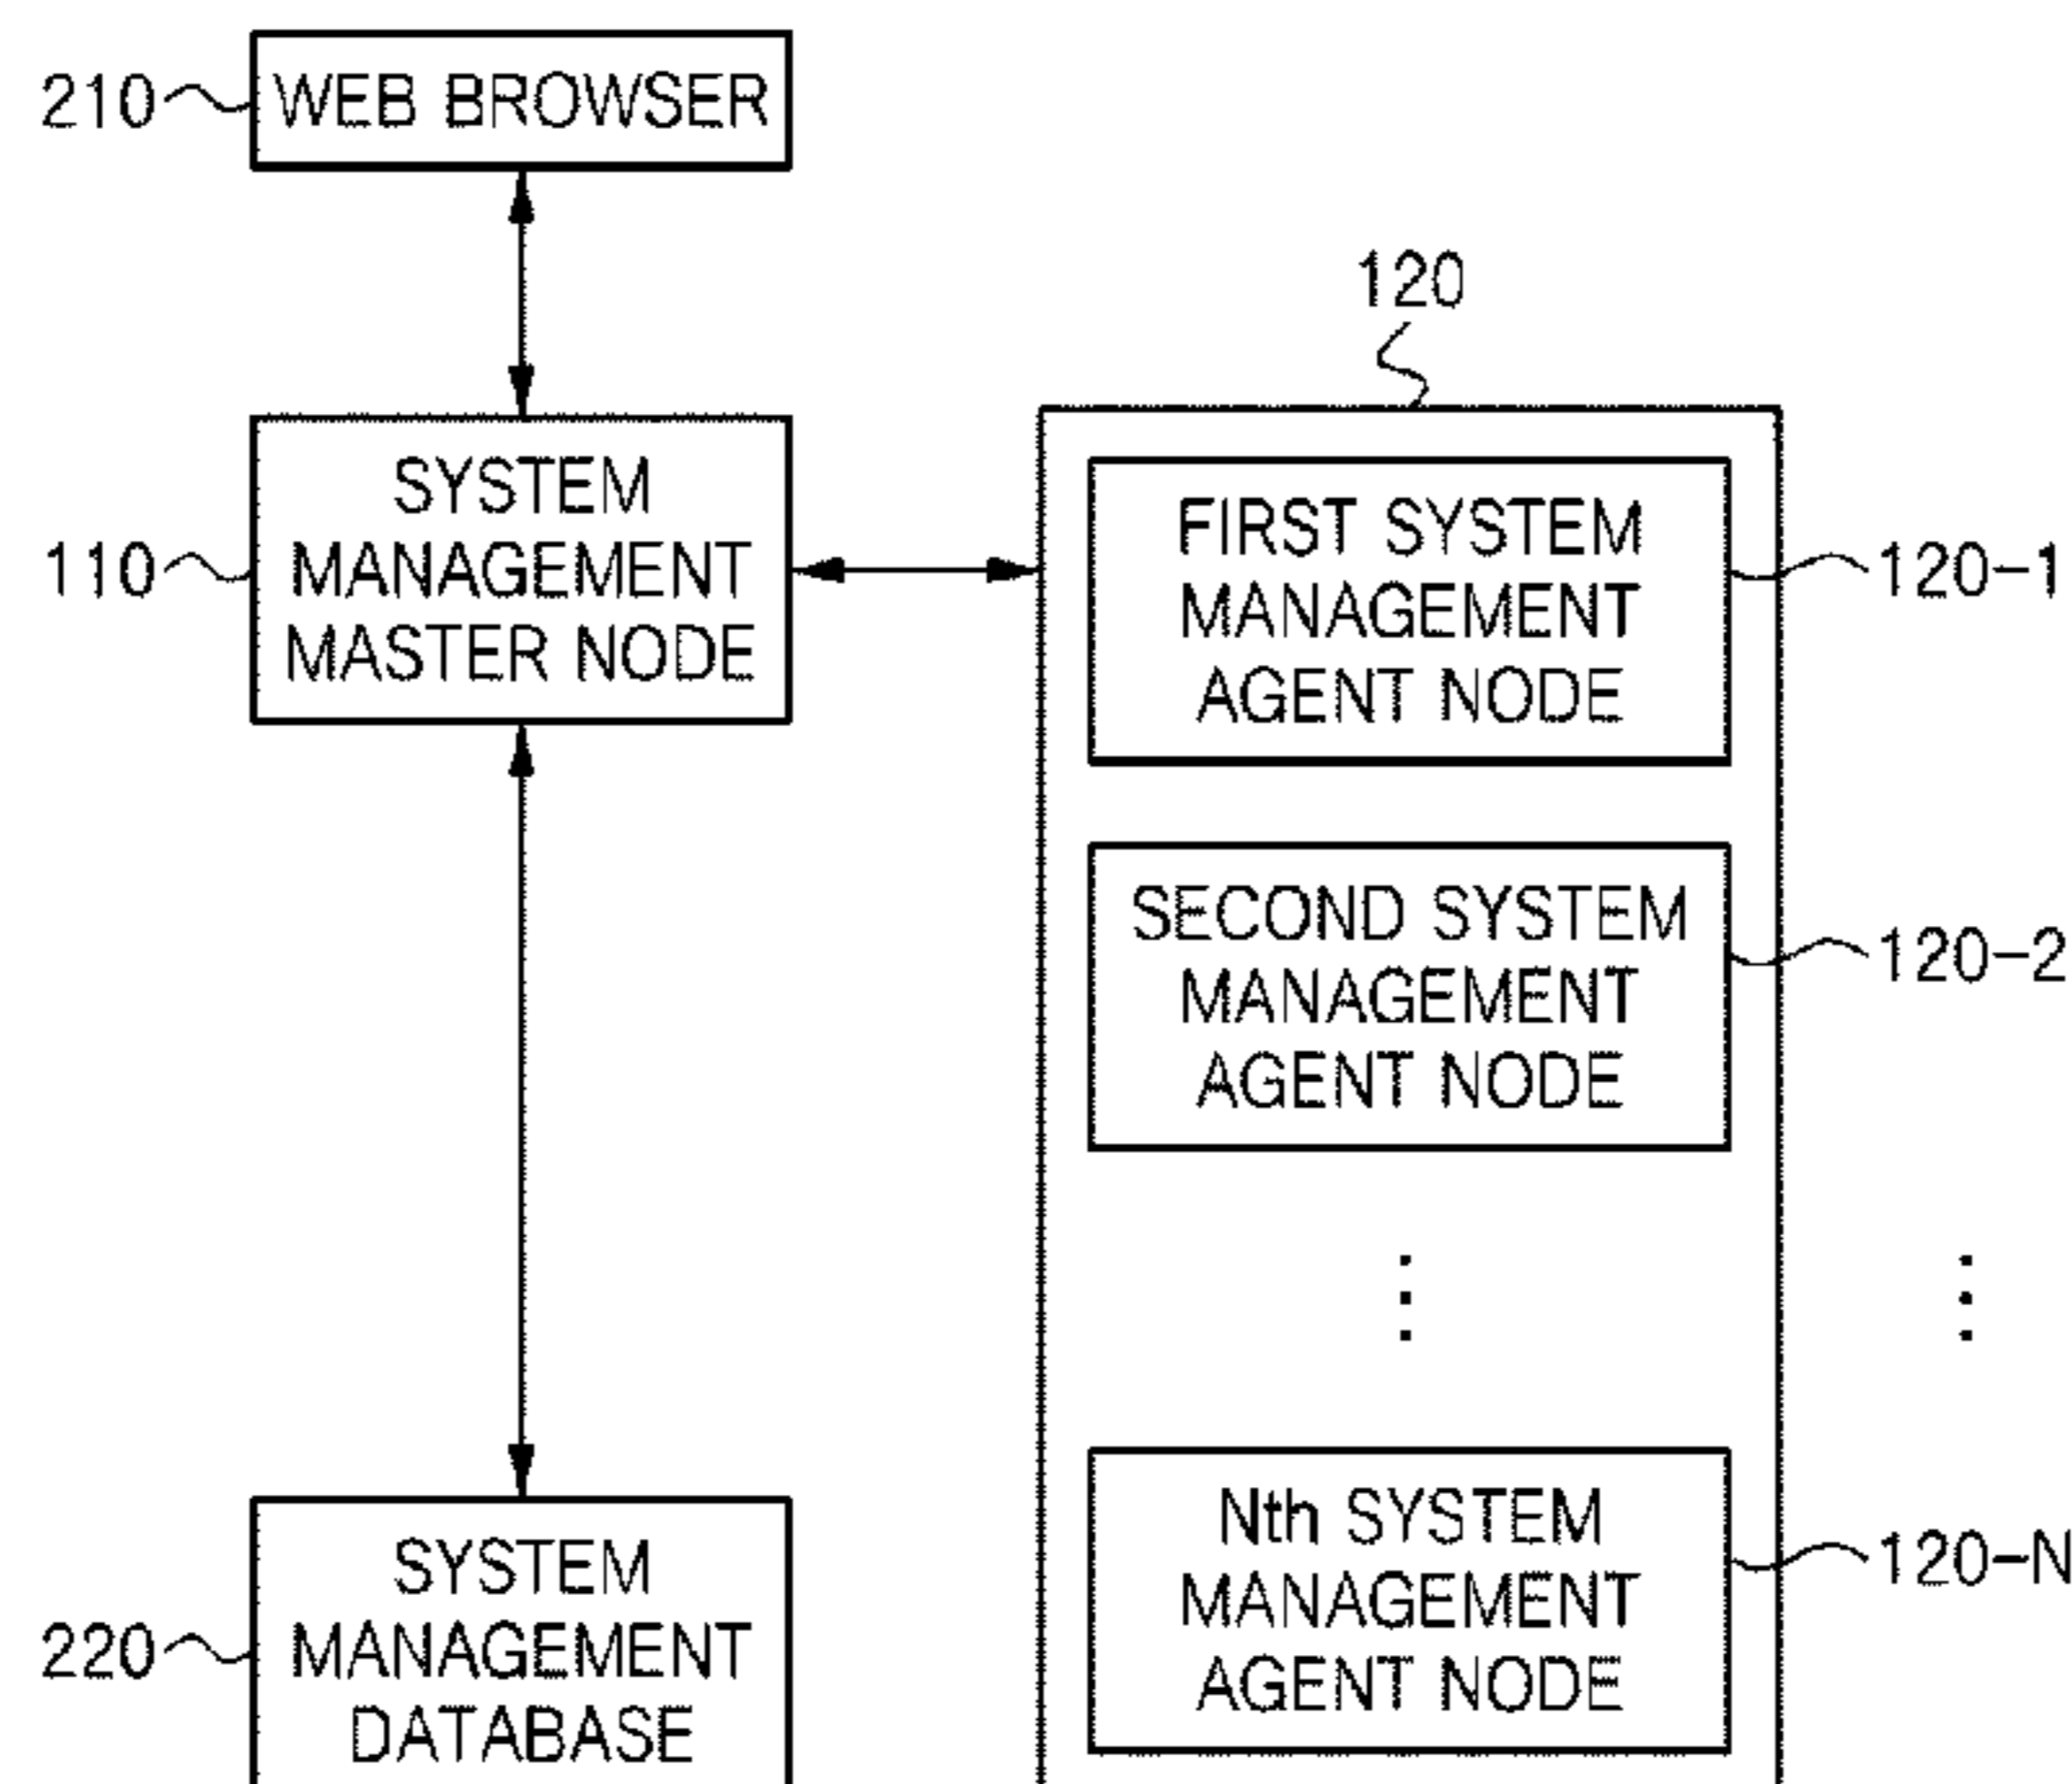 210
WEB BROWSER
120
110
SYSTEM
MANAGEMENT
MASTER NODE
FIRST SYSTEM
MANAGEMENT
AGENT NODE
120-1
SECOND SYSTEM
MANAGEMENT
AGENT NODE
120-2
220
SYSTEM
MANAGEMENT
DATABASE
Nth SYSTEM
MANAGEMENT
AGENT NODE
120-N